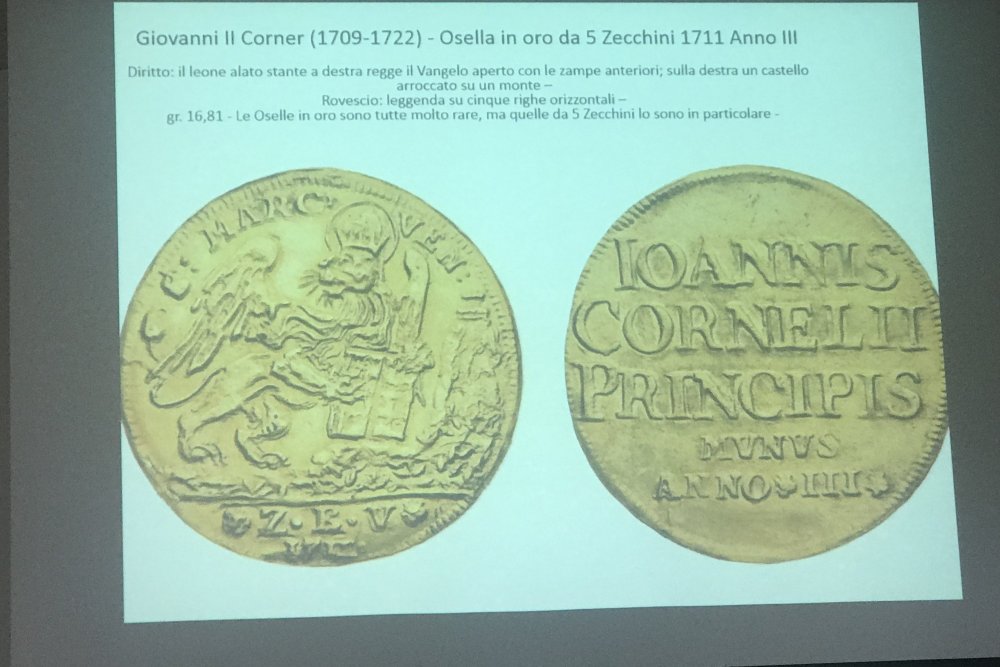 Giovanni II Corner (1709-1722) - Osella in oro da 5 Zecchini 1711 Anno III
Diritto: il leone alato stante a destra regge il Vangelo aperto con le zampe anteriori; sulla destra un castello
arroccato su un monte –
Rovescio: leggenda su cinque righe orizzontali –
gr. 16,81 - Le Oselle in oro sono tutte molto rare, ma quelle da 5 Zecchini lo sono in particolare -
MARC VEN
Z·E·V
IOANNIS
CORNELII
PRINCIPIS
MVNVS
ANNO III